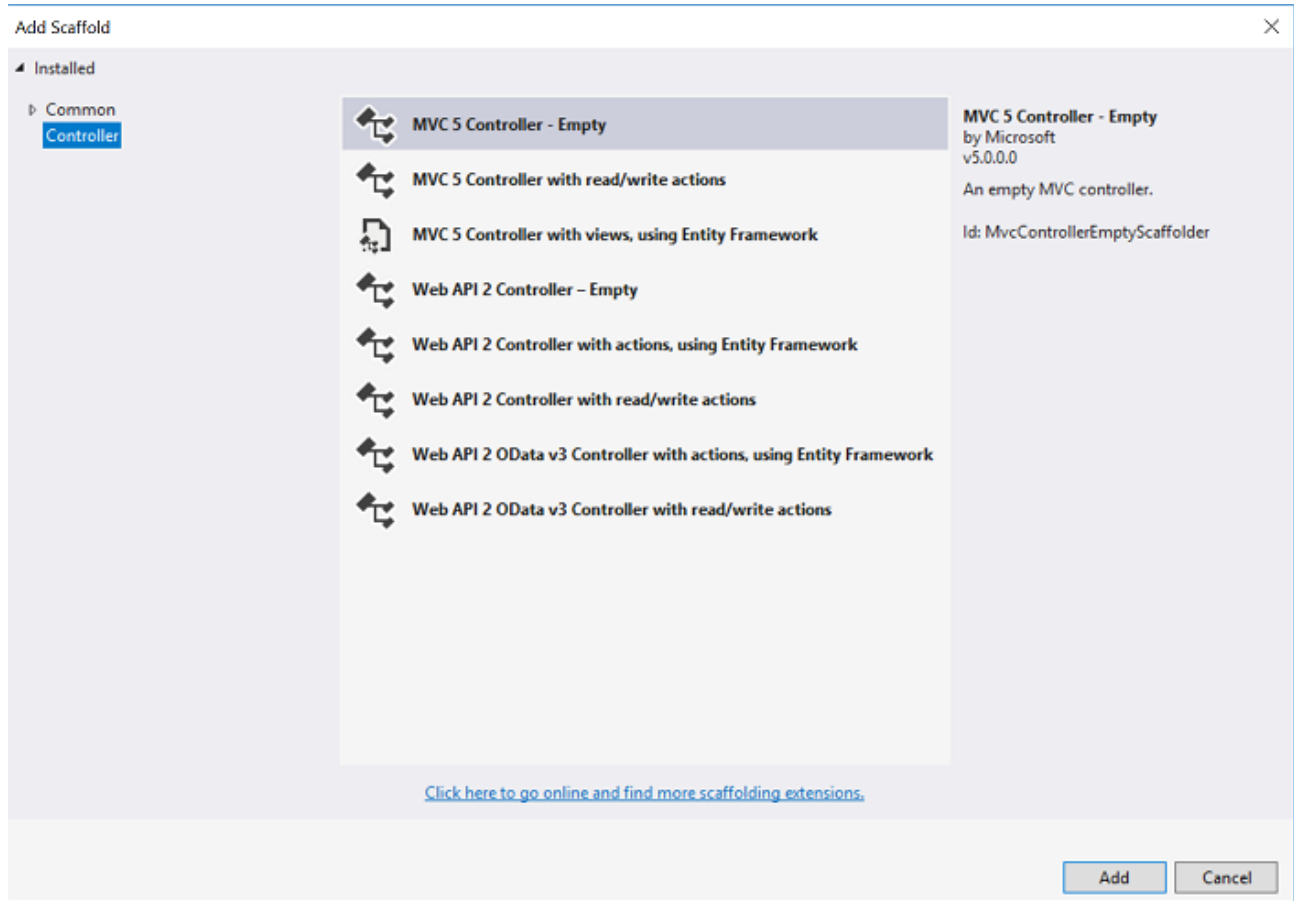 Add Scaffold
Installed
Common
Controller
MVC 5 Controller - Empty
MVC 5 Controller with read/write actions
MVC 5 Controller with views, using Entity Framework
Web API 2 Controller – Empty
Web API 2 Controller with actions, using Entity Framework
Web API 2 Controller with read/write actions
Web API 2 OData v3 Controller with actions, using Entity Framework
Web API 2 OData v3 Controller with read/write actions
MVC 5 Controller - Empty
by Microsoft
v5.0.0.0
An empty MVC controller.
Id: MvcControllerEmptyScaffolder
Click here to go online and find more scaffolding extensions.
Add
Cancel